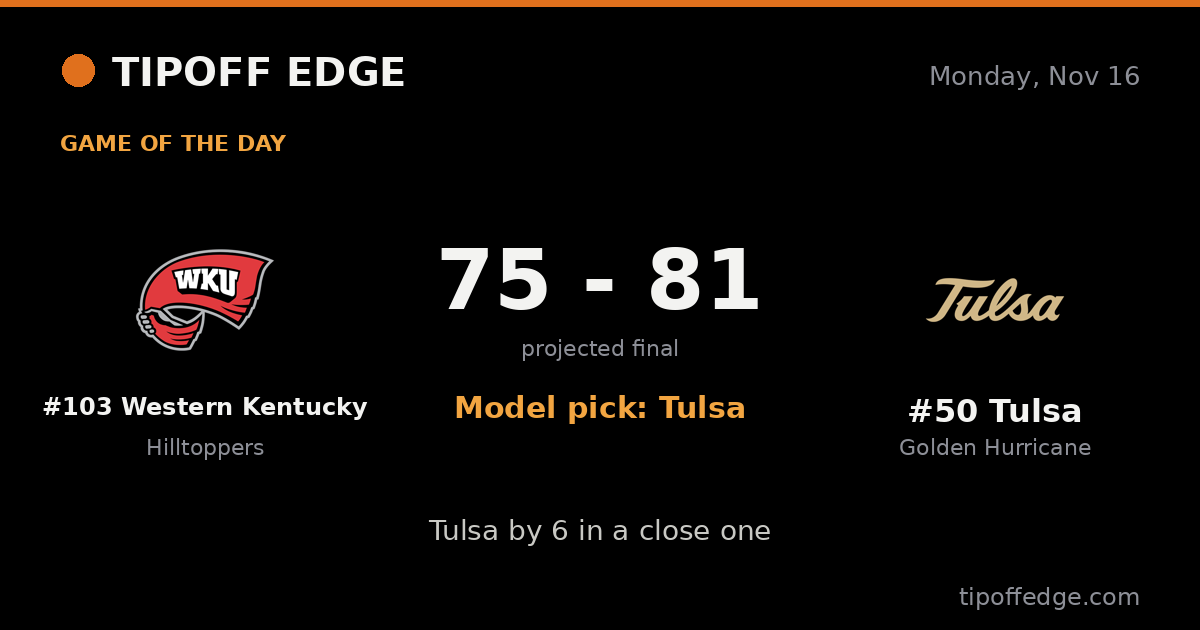 TIPOFF EDGE
Monday, Nov 16
GAME OF THE DAY
WKU
75 - 81
Tulsa
projected final
#103 Western Kentucky
Model pick: Tulsa
#50 Tulsa
Hilltoppers
Golden Hurricane
Tulsa by 6 in a close one
tipoffedge.com